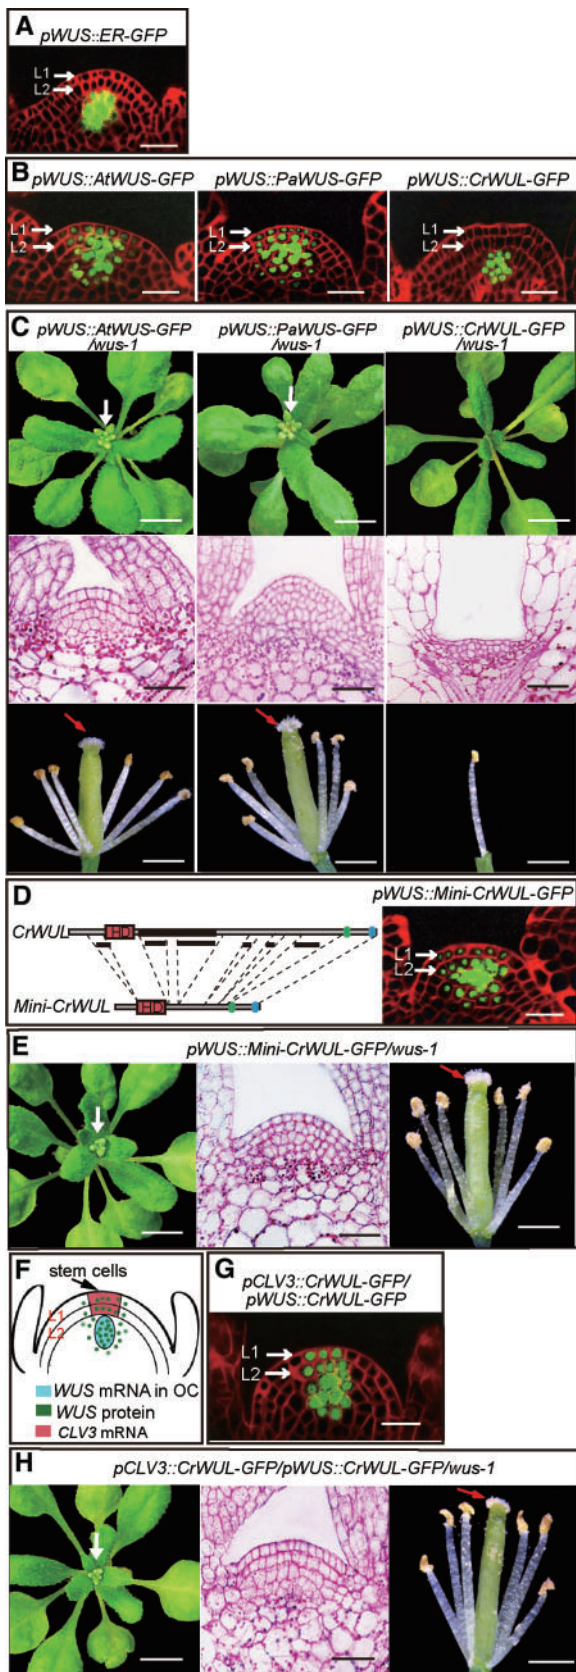 A
pWUS::ER-GFP
L1
L2
B
pWUS::AtWUS-GFP
pWUS::PaWUS-GFP
pWUS::CrWUL-GFP
L1
L2
L1
L2
L1
L2
C
pWUS::AtWUS-GFP
/wus-1
pWUS::PaWUS-GFP
/wus-1
pWUS::CrWUL-GFP
/wus-1
D
pWUS::Mini-CrWUL-GFP
CrWUL
HD
Mini-CrWUL
HD
L1
L2
E
pWUS::Mini-CrWUL-GFP/wus-1
F
stem cells
L1
L2
WUS mRNA in OC
WUS protein
CLV3 mRNA
G
pCLV3::CrWUL-GFP/
pWUS::CrWUL-GFP
L1
L2
H
pCLV3::CrWUL-GFP/pWUS::CrWUL-GFP/wus-1